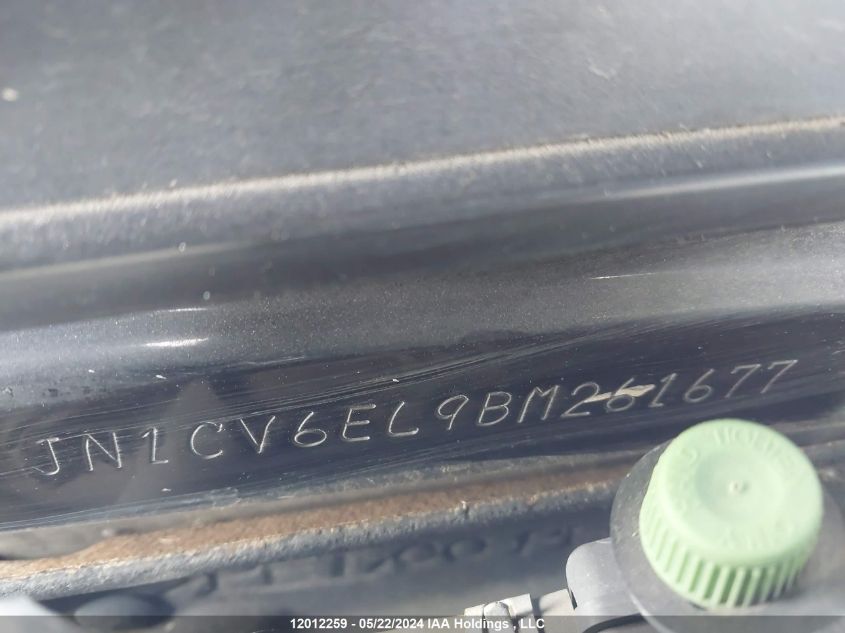 JN1CV6EL9BM261677
12012259 - 05/22/2024 IAA Holdings , LLC